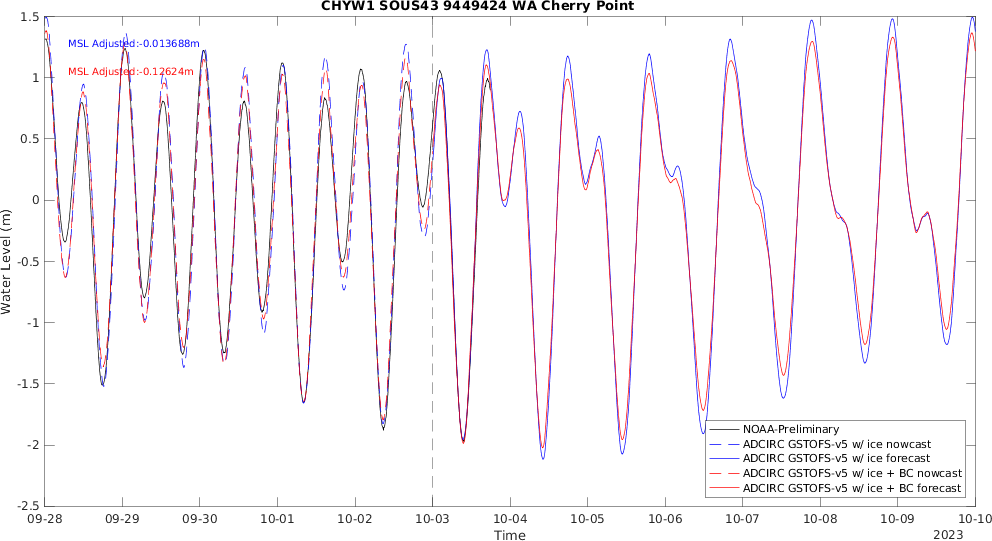 CHYW1 SOUS43 9449424 WA Cherry Point
1.5
1
0.5
0
-0.5
-1
-1.5
-2
-2.5
Water Level (m)
MSL Adjusted:-0.013688m
MSL Adjusted:-0.12624m
NOAA-Preliminary
ADCIRC GSTOFS-v5 w/ ice nowcast
ADCIRC GSTOFS-v5 w/ ice forecast
ADCIRC GSTOFS-v5 w/ ice + BC nowcast
ADCIRC GSTOFS-v5 w/ ice + BC forecast
09-28 09-29 09-30 10-01 10-02 10-03 10-04 10-05 10-06 10-07 10-08 10-09 10-10
Time
2023